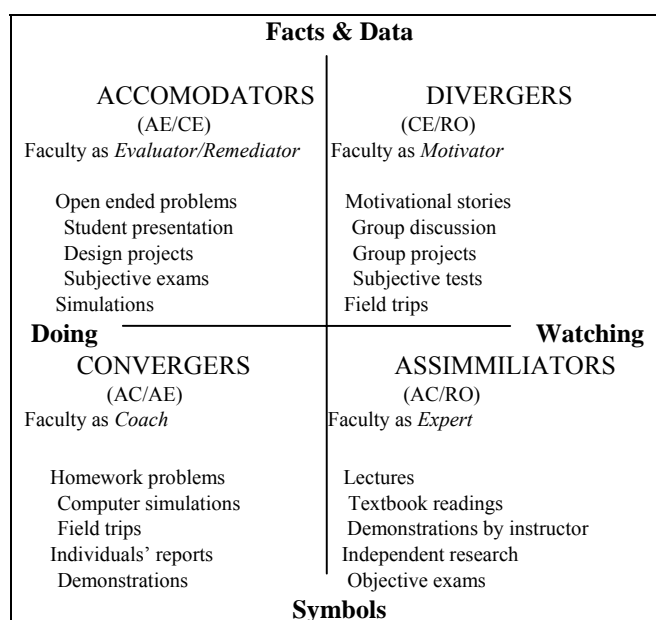 Facts & Data
ACCOMODATORS
(AE/CE)
Faculty as Evaluator/Remediator
Open ended problems
Student presentation
Design projects
Subjective exams
Simulations
DIVERGERS
(CE/RO)
Faculty as Motivator
Motivational stories
Group discussion
Group projects
Subjective tests
Field trips
Doing
Watching
CONVERGERS
(AC/AE)
Faculty as Coach
Homework problems
Computer simulations
Field trips
Individuals’ reports
Demonstrations
ASSIMMILIATORS
(AC/RO)
Faculty as Expert
Lectures
Textbook readings
Demonstrations by instructor
Independent research
Objective exams
Symbols